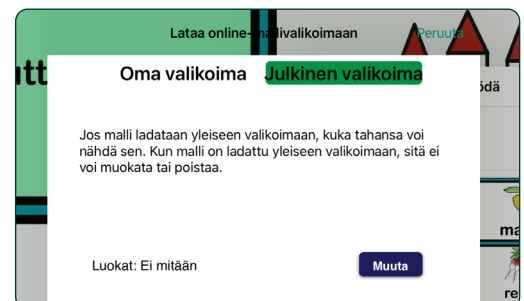 Lataa online-mallivalikoimaan Peruuta
Oma valikoima Julkinen valikoima
Jos malli ladataan yleiseen valikoimaan, kuka tahansa voi
nähdä sen. Kun malli on ladattu yleiseen valikoimaan, sitä ei
voi muokata tai poistaa.
Luokat: Ei mitään Muuta